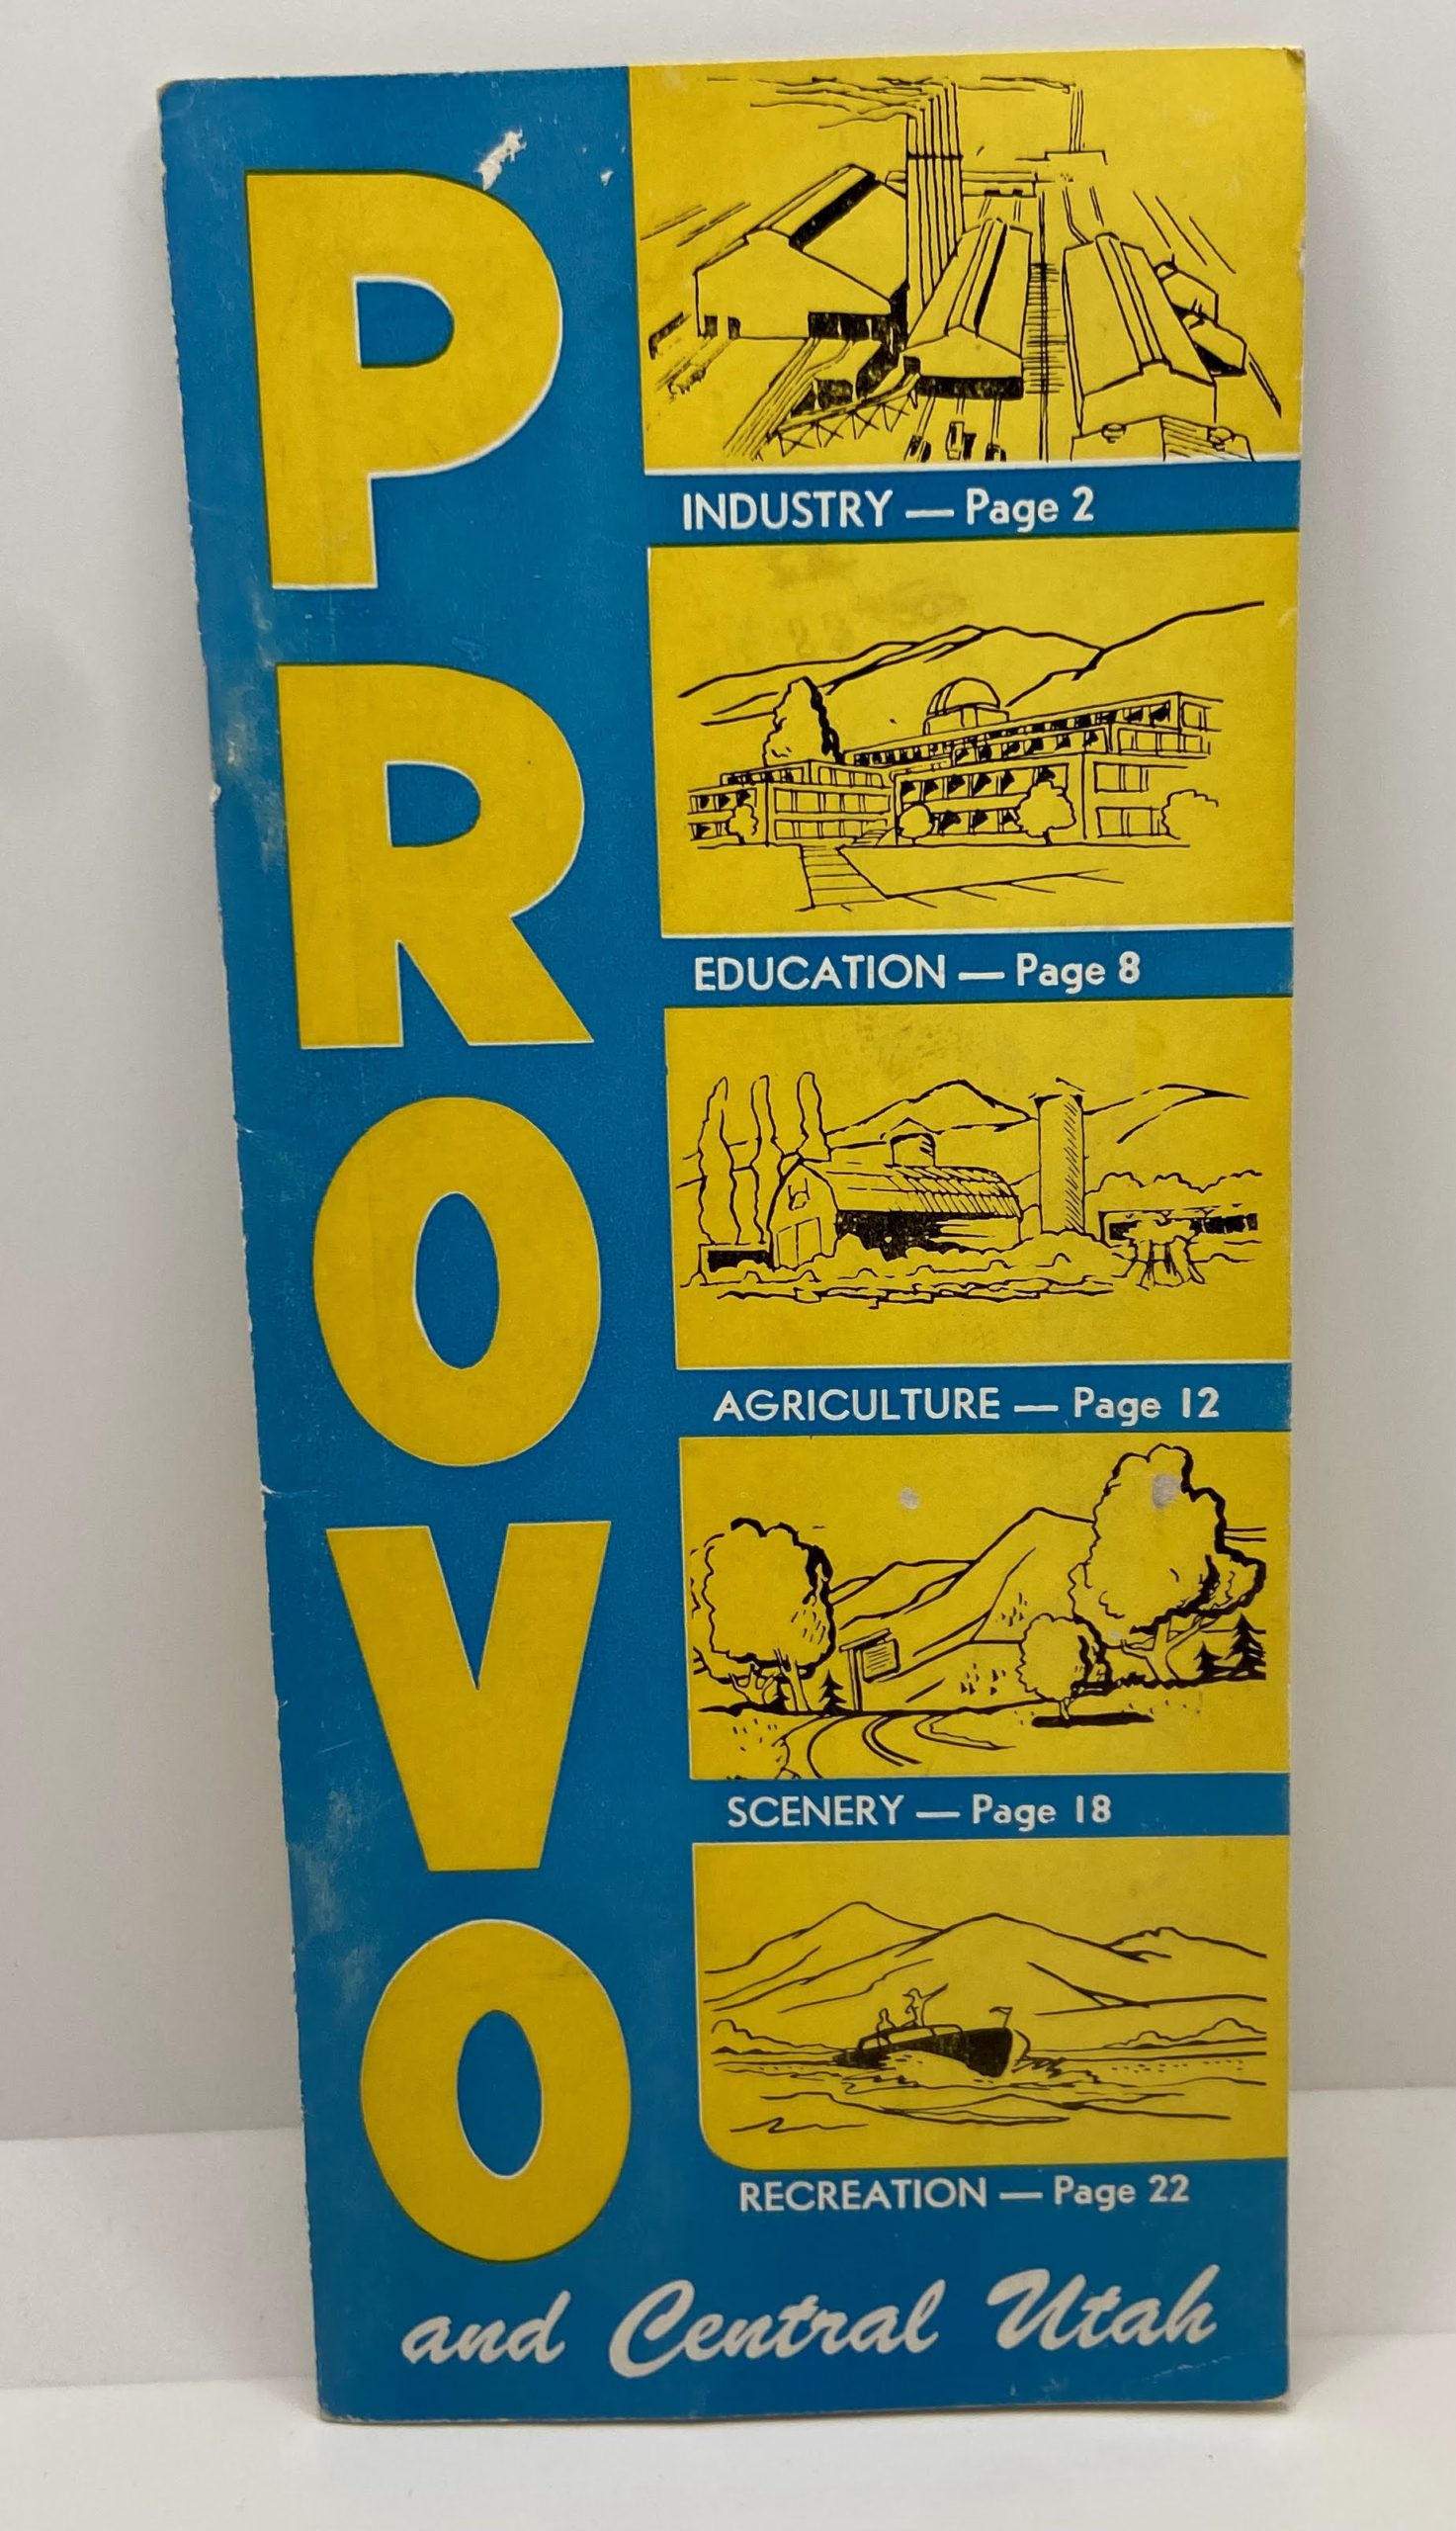 PROVO
INDUSTRY — Page 2
EDUCATION — Page 8
AGRICULTURE — Page 12
SCENERY — Page 18
RECREATION — Page 22
and Central Utah